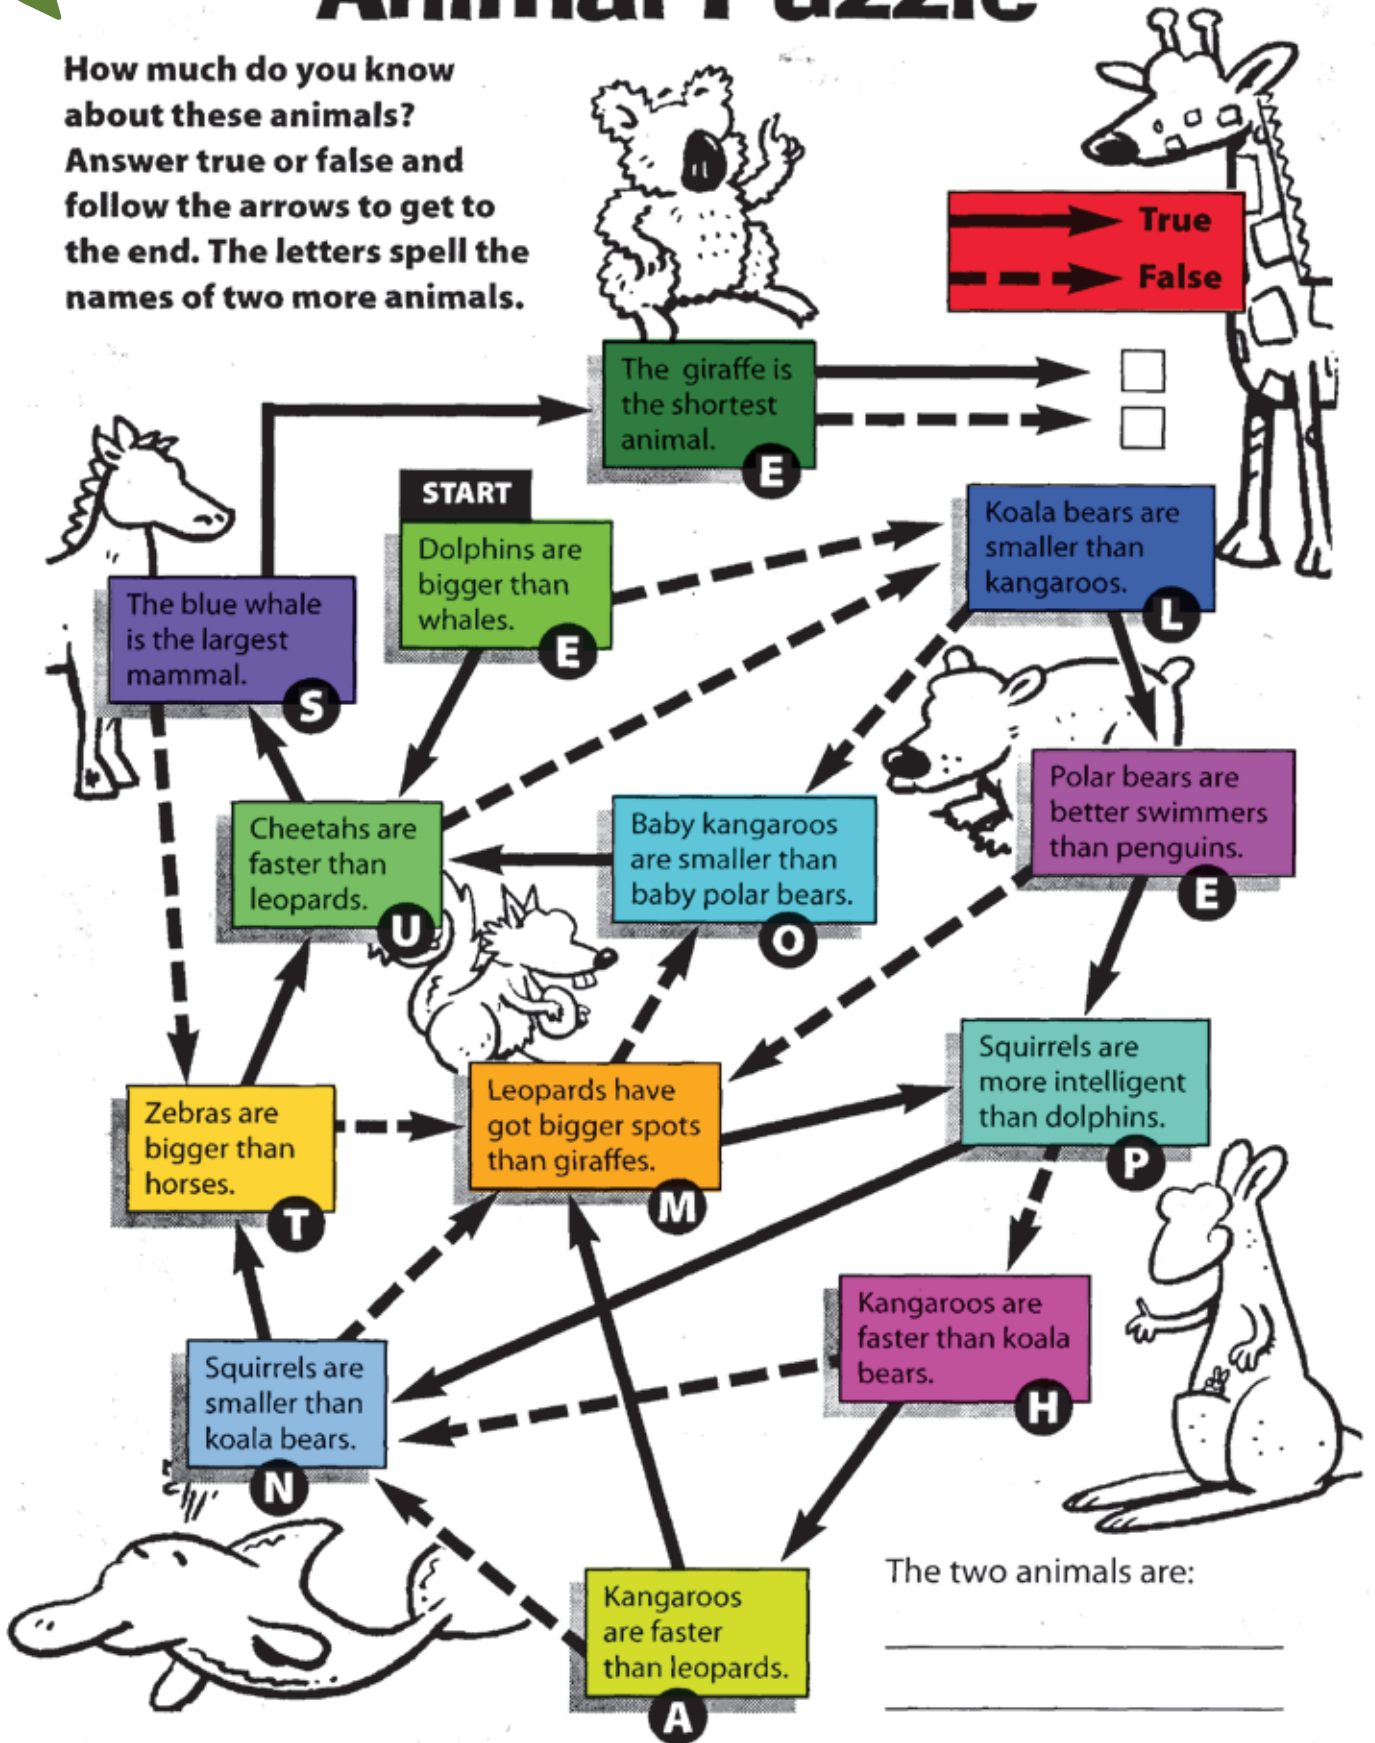 Animal Puzzle
How much do you know
about these animals?
Answer true or false and
follow the arrows to get to
the end. The letters spell the
names of two more animals.
True
False
The giraffe is
the shortest
animal.
E
START
Dolphins are
bigger than
whales.
E
Koala bears are
smaller than
kangaroos.
L
The blue whale
is the largest
mammal.
S
Polar bears are
better swimmers
than penguins.
E
Cheetahs are
faster than
leopards.
U
Baby kangaroos
are smaller than
baby polar bears.
O
Squirrels are
more intelligent
than dolphins.
P
Zebras are
bigger than
horses.
T
Leopards have
got bigger spots
than giraffes.
M
Kangaroos are
faster than koala
bears.
H
Squirrels are
smaller than
koala bears.
N
Kangaroos
are faster
than leopards.
A
The two animals are: